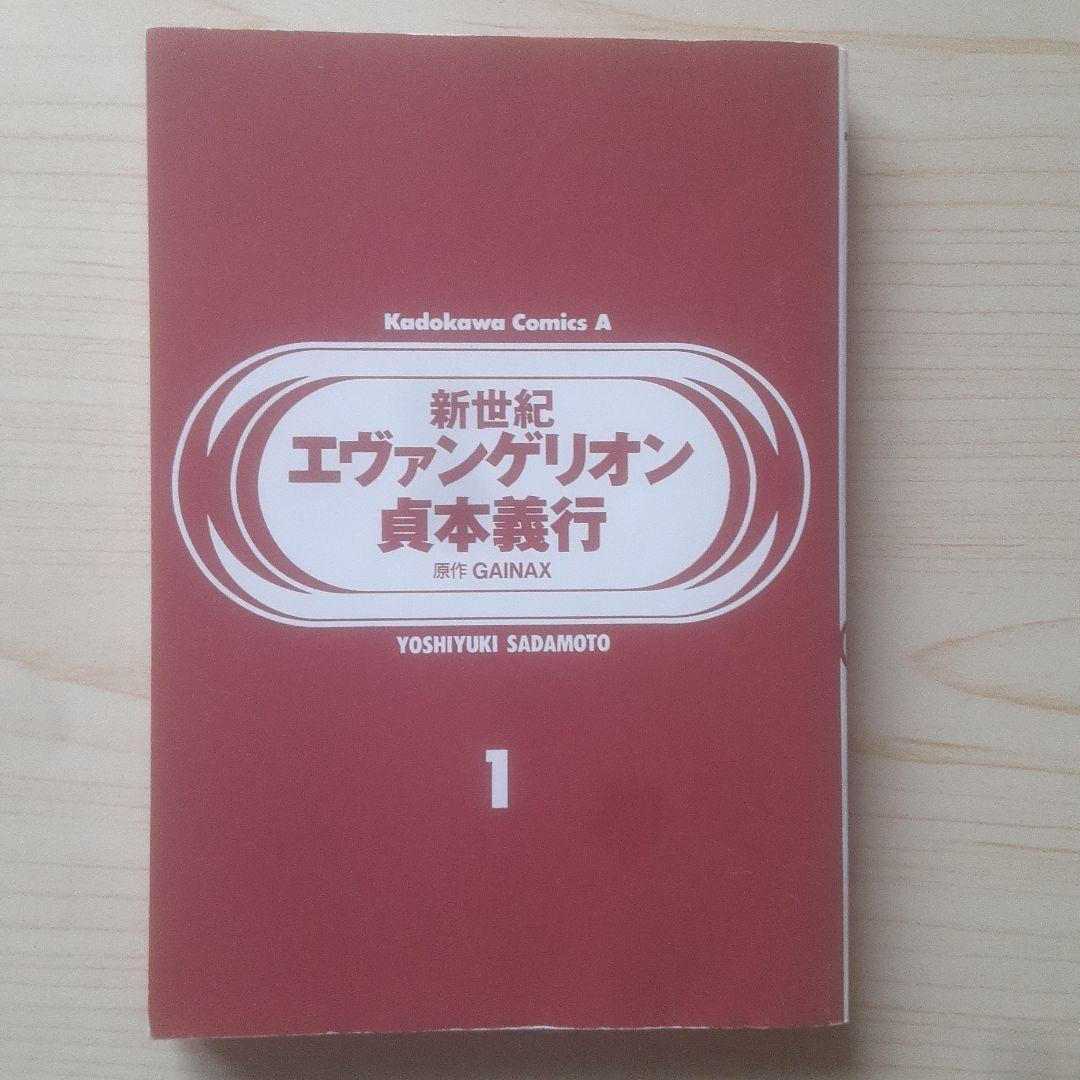 Kadokawa Comics A
新世紀
エヴァンゲリオン
貞本義行
原作 GAINAX
YOSHIYUKI SADAMOTO
1